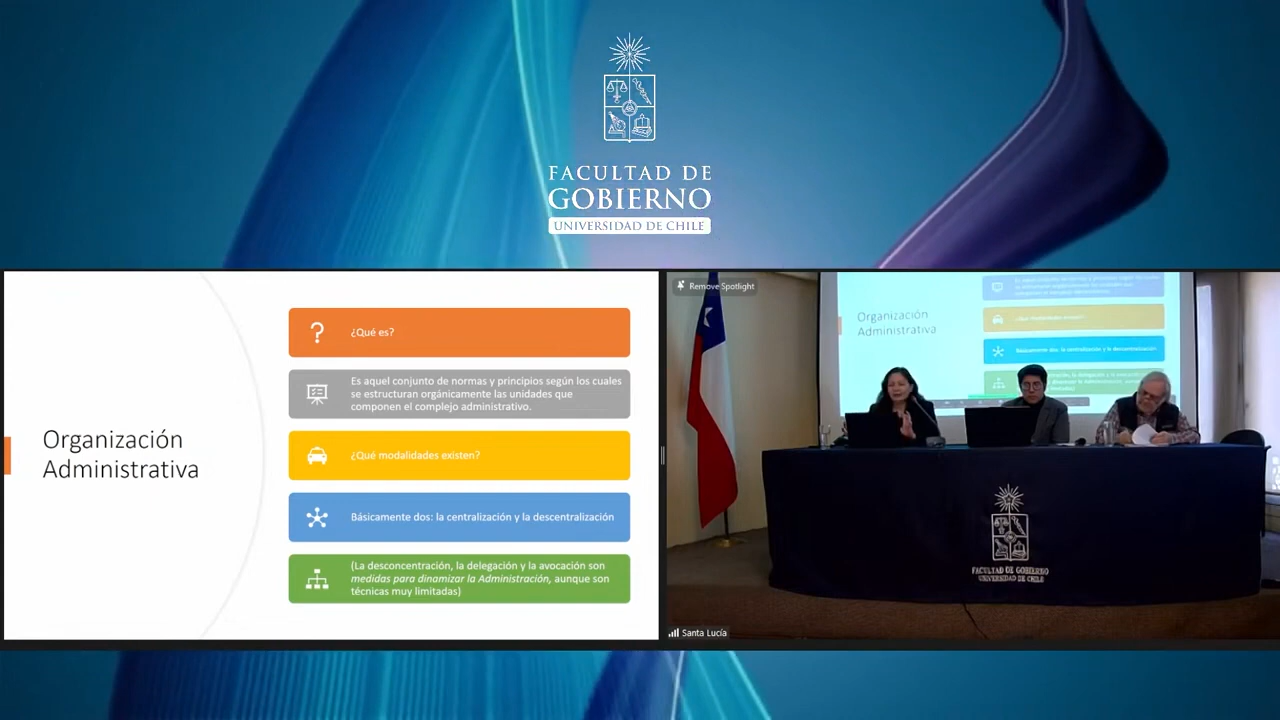 FACULTAD DE
GOBIERNO
UNIVERSIDAD DE CHILE
Organización
Administrativa
¿Qué es?
Es aquel conjunto de normas y principios según los cuales
se estructuran orgánicamente las unidades que
componen el complejo administrativo.
¿Qué modalidades existen?
Básicamente dos: la centralización y la descentralización
(La desconcentración, la delegación y la avocación son
medidas para dinamizar la Administración, aunque son
técnicas muy limitadas)
Remove Spotlight
Organización
Administrativa
¿Qué modalidades existen?
Básicamente dos: la centralización y la descentralización
FACULTAD DE GOBIERNO
UNIVERSIDAD DE CHILE
Santa Lucía